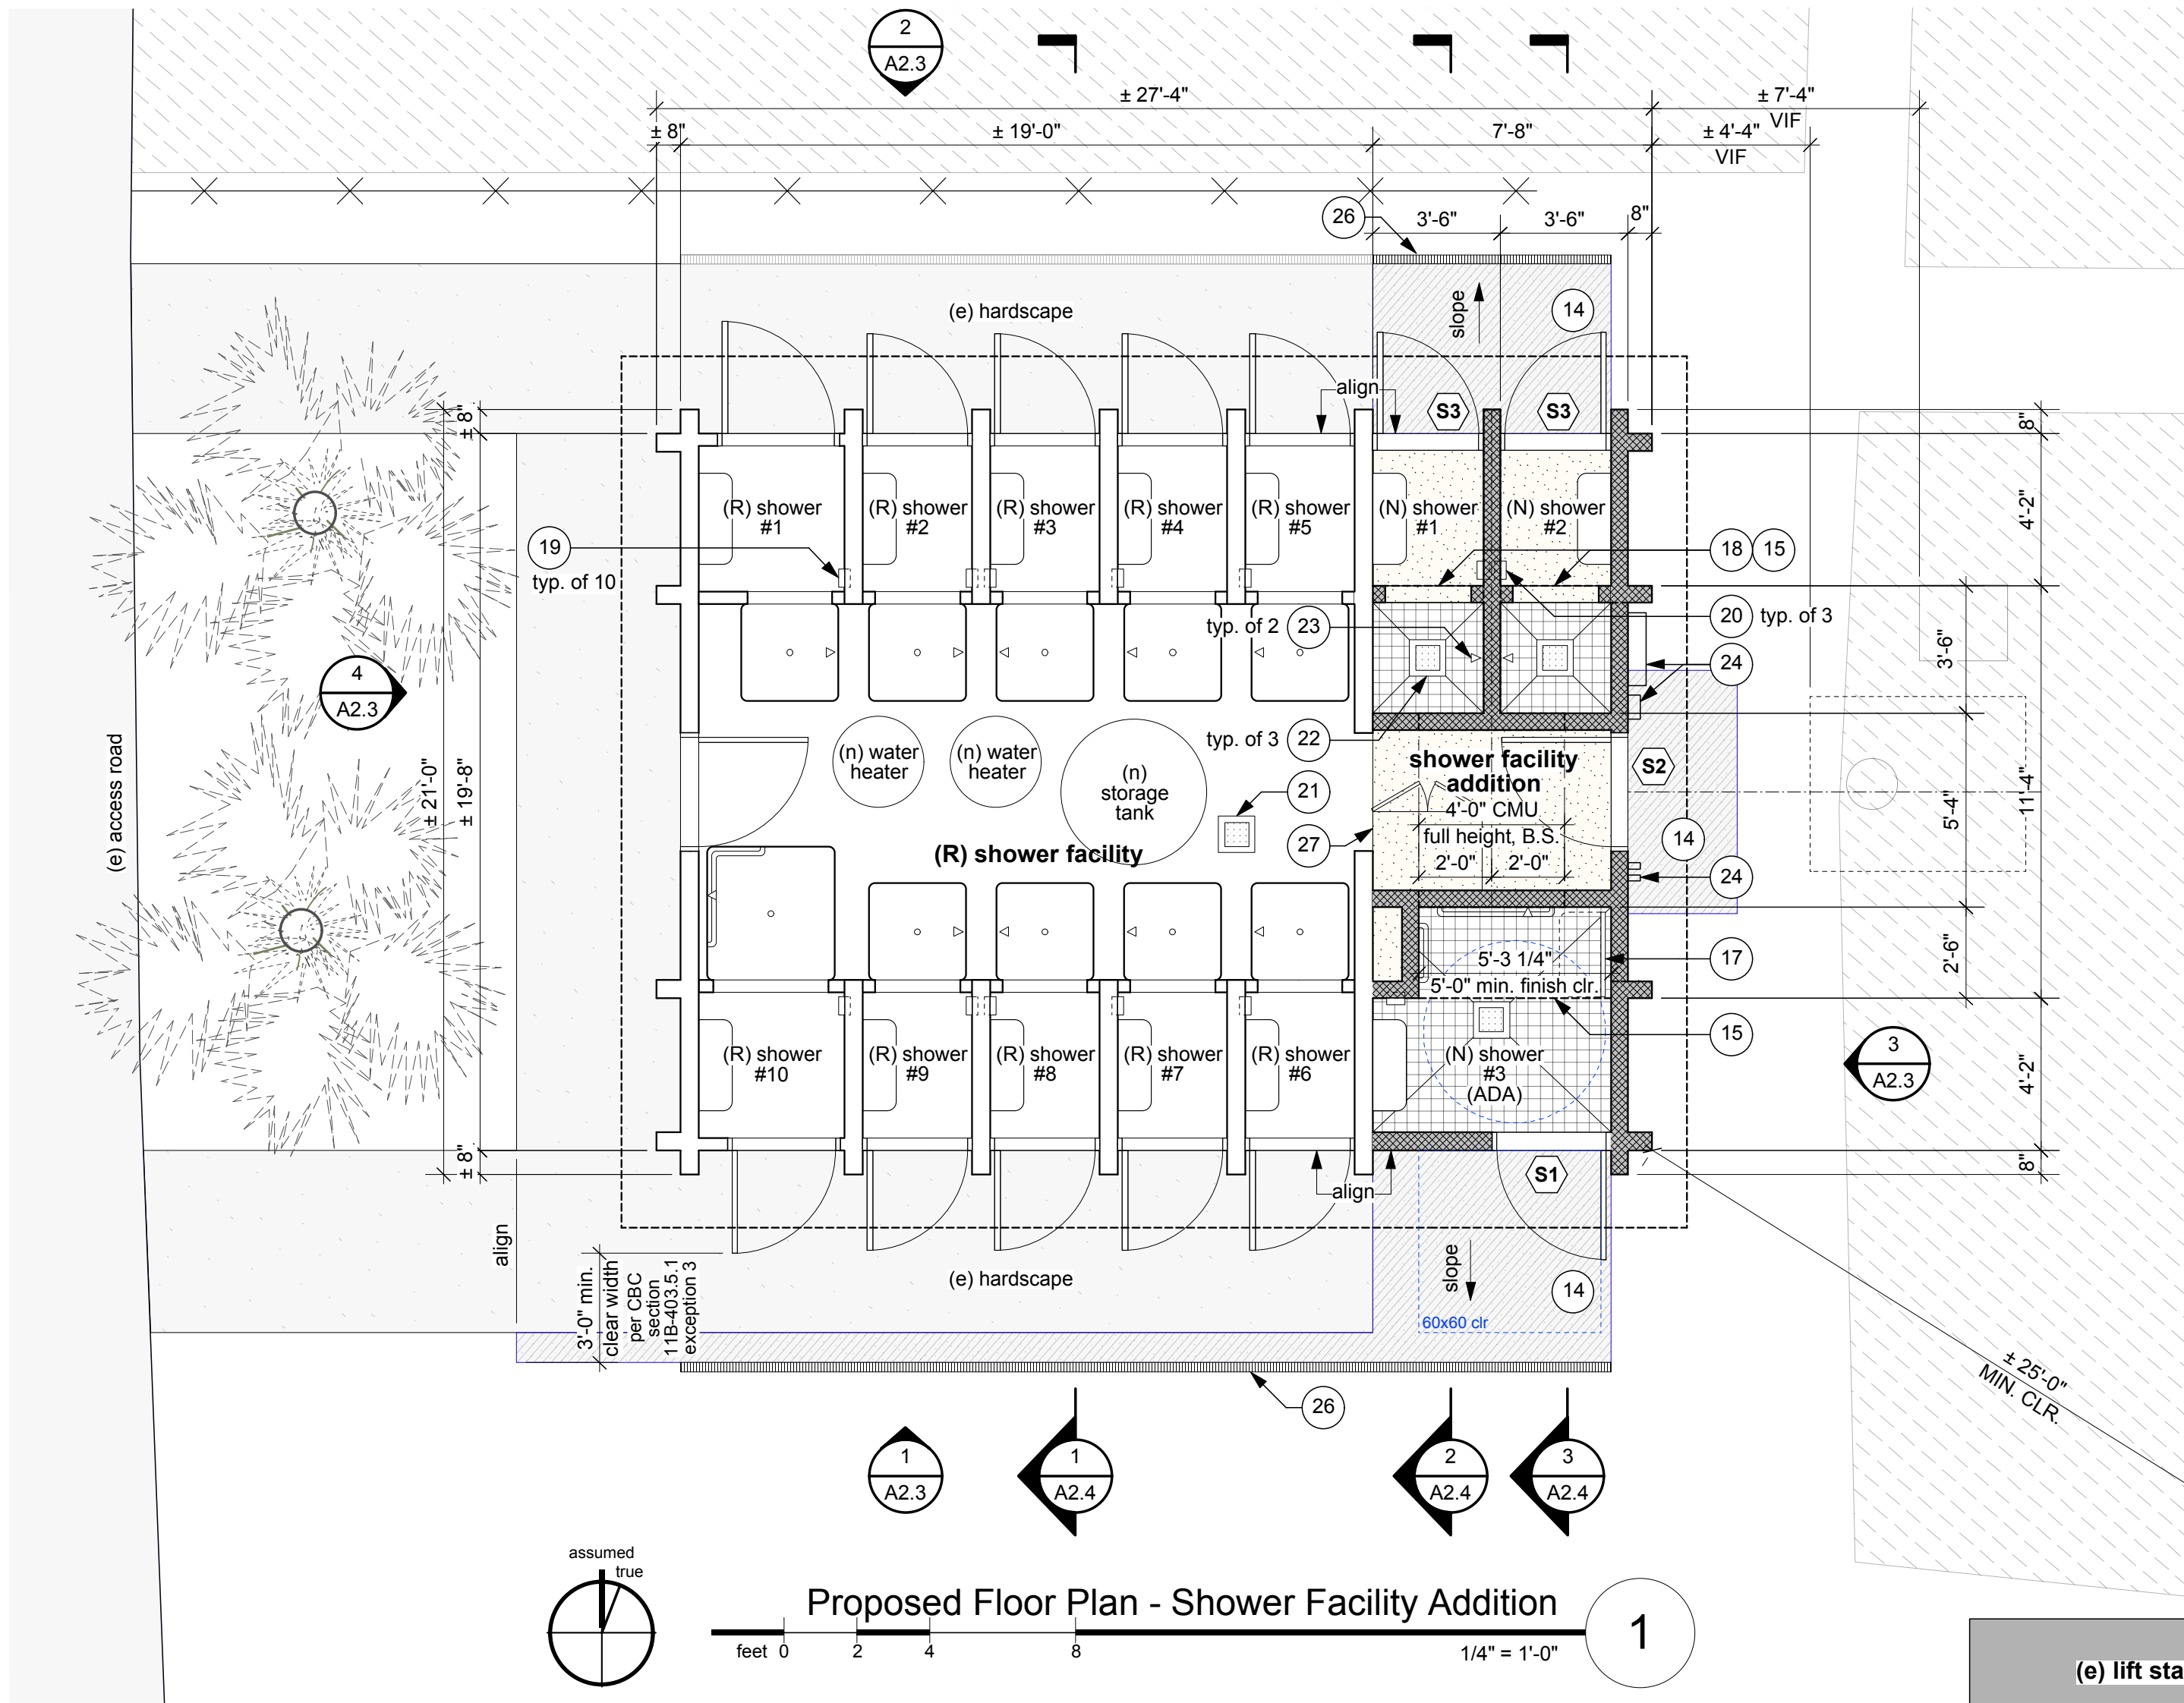 2
A2.3
± 27'-4"
± 7'-4"
VIF
± 8"
± 19'-0"
7'-8"
± 4'-4"
VIF
26
3'-6"
3'-6"
8"
(e) hardscape
slope
14
align
S3
S3
± 8"
8"
(R) shower
#1
(R) shower
#2
(R) shower
#3
(R) shower
#4
(R) shower
#5
(N) shower
#1
(N) shower
#2
4'-2"
19
typ. of 10
18
15
typ. of 2
23
20
typ. of 3
24
3'-6"
4
A2.3
(e) access road
± 21'-0"
± 19'-8"
(n) water
heater
(n) water
heater
(n)
storage
tank
typ. of 3
22
21
27
shower facility
addition
4'-0" CMU
full height, B.S.
2'-0"
2'-0"
S2
14
24
5'-4"
11'-4"
(R) shower facility
5'-3 1/4"
5'-0" min. finish clr.
17
2'-6"
15
(R) shower
#10
(R) shower
#9
(R) shower
#8
(R) shower
#7
(R) shower
#6
(N) shower
#3
(ADA)
3
A2.3
4'-2"
± 8"
8"
S1
align
align
3'-0" min.
clear width
per CBC
section
11B-403.5.1
exception 3
(e) hardscape
slope
14
60x60 clr
26
± 25'-0"
MIN. CLR.
1
A2.3
1
A2.4
2
A2.4
3
A2.4
assumed
true
Proposed Floor Plan - Shower Facility Addition
1
feet 0 2 4 8
1/4" = 1'-0"
(e) lift sta